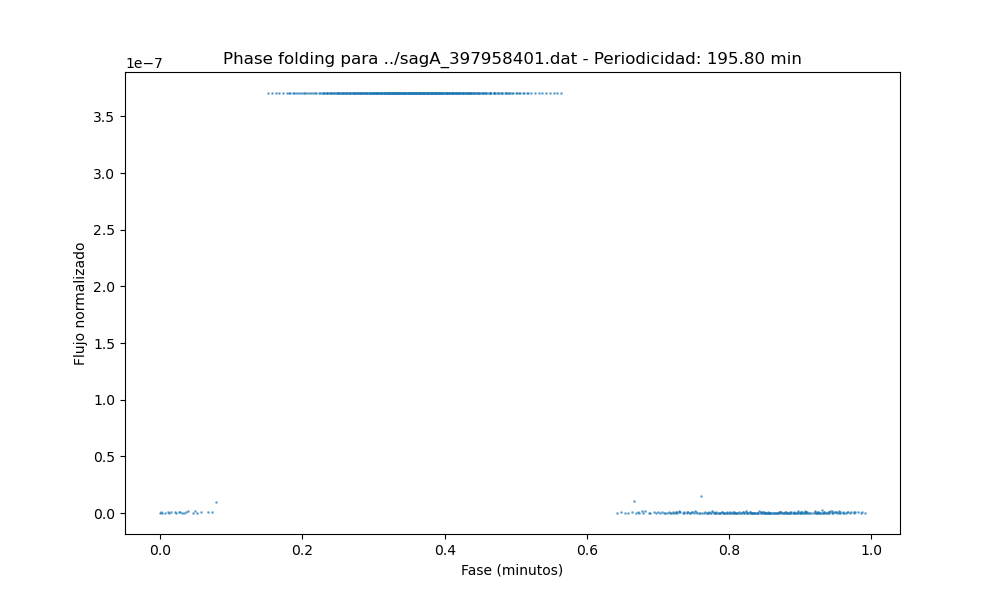 Phase folding para ../sagA_397958401.dat - Periodicidad: 195.80 min
1e−7
3.5
3.0
2.5
2.0
1.5
1.0
0.5
0.0
Flujo normalizado
0.0 0.2 0.4 0.6 0.8 1.0
Fase (minutos)